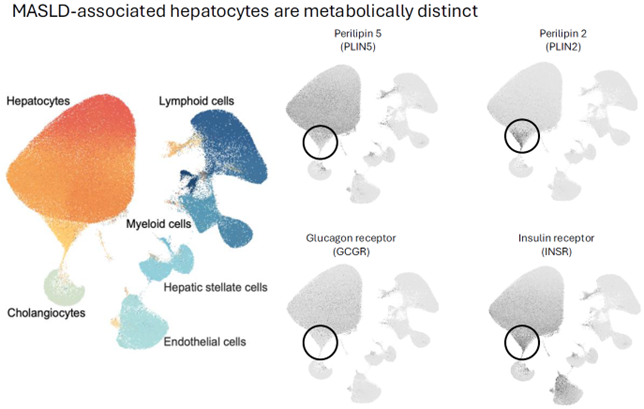 MASLD-associated hepatocytes are metabolically distinct
Perilipin 5
(PLIN5)
Perilipin 2
(PLIN2)
Hepatocytes
Lymphoid cells
Myeloid cells
Glucagon receptor
(GCGR)
Insulin receptor
(INSR)
Hepatic stellate cells
Cholangiocytes
Endothelial cells